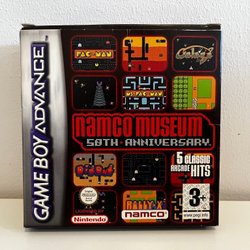 GAME BOY ADVANCE
PAC-MAN
Galaga
MS. PAC-MAN
NAMCO MUSEUM
50TH ANNIVERSARY
5 CLASSIC
ARCADE
HITS
DIG DUG
Nintendo
RALLY-X
namco
3+
www.pegi.info